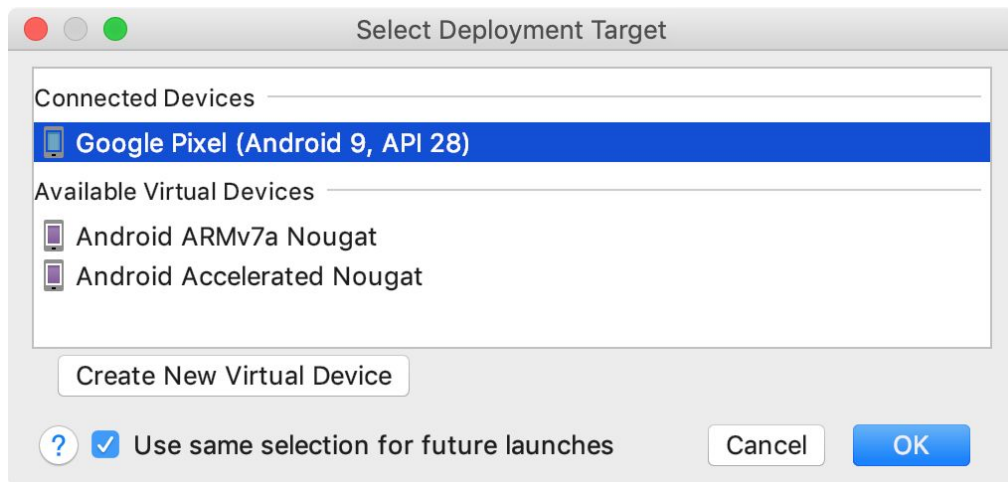 Select Deployment Target
Connected Devices
Google Pixel (Android 9, API 28)
Available Virtual Devices
Android ARMv7a Nougat
Android Accelerated Nougat
Create New Virtual Device
? Use same selection for future launches Cancel OK